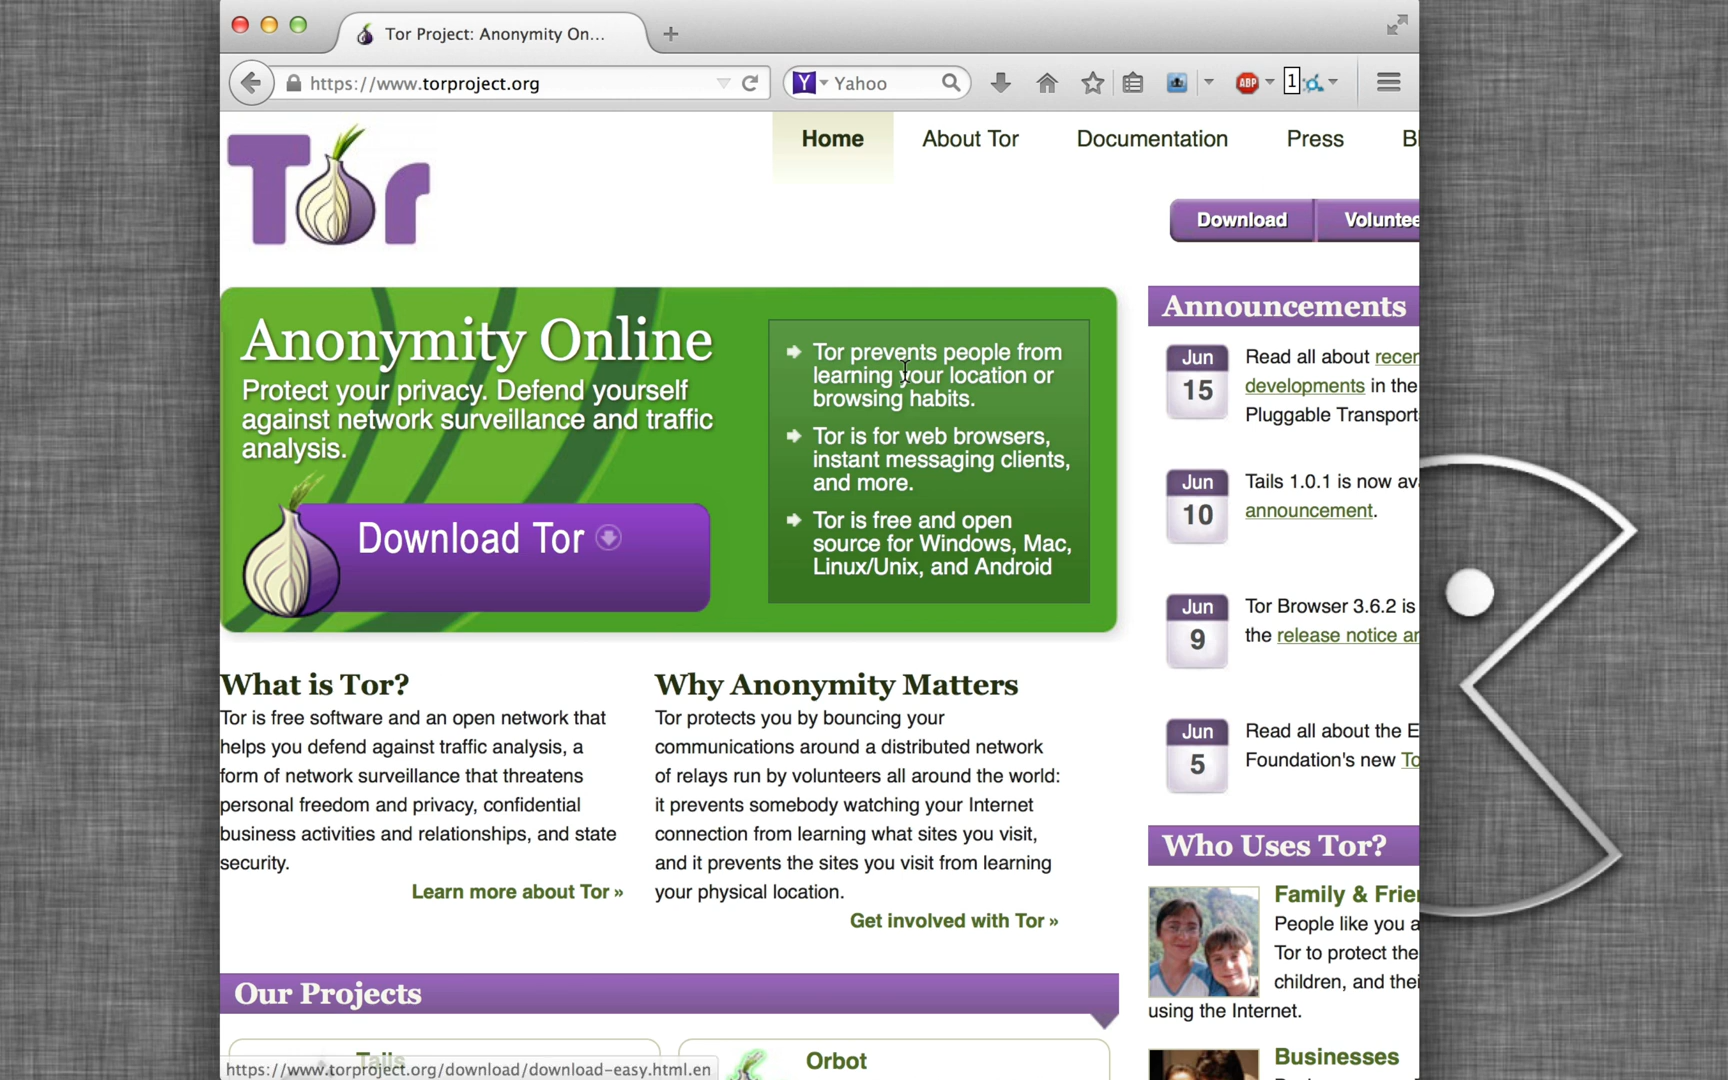 Tor Project: Anonymity On...
https://www.torproject.org
Yahoo
ABP
1
Tor
Home
About Tor
Documentation
Press
Download
Anonymity Online
Protect your privacy. Defend yourself
against network surveillance and traffic
analysis.
Download Tor
Tor prevents people from
learning your location or
browsing habits.
Tor is for web browsers,
instant messaging clients,
and more.
Tor is free and open
source for Windows, Mac,
Linux/Unix, and Android
What is Tor?
Tor is free software and an open network that
helps you defend against traffic analysis, a
form of network surveillance that threatens
personal freedom and privacy, confidential
business activities and relationships, and state
security.
Learn more about Tor »
Why Anonymity Matters
Tor protects you by bouncing your
communications around a distributed network
of relays run by volunteers all around the world:
it prevents somebody watching your Internet
connection from learning what sites you visit,
and it prevents the sites you visit from learning
your physical location.
Get involved with Tor »
Our Projects
Tails
Orbot
https://www.torproject.org/download/download-easy.html.en
Announcements
Jun
15
Read all about
developments in the
Pluggable
Jun
10
Tails 1.0.1 is now
announcement.
Jun
9
Tor Browser 3.6.2 is
the release notice
Jun
5
Read all about the
Foundation's new
Who Uses Tor?
Family &
People like you
Tor to protect
children, and
using the Internet.
Businesses